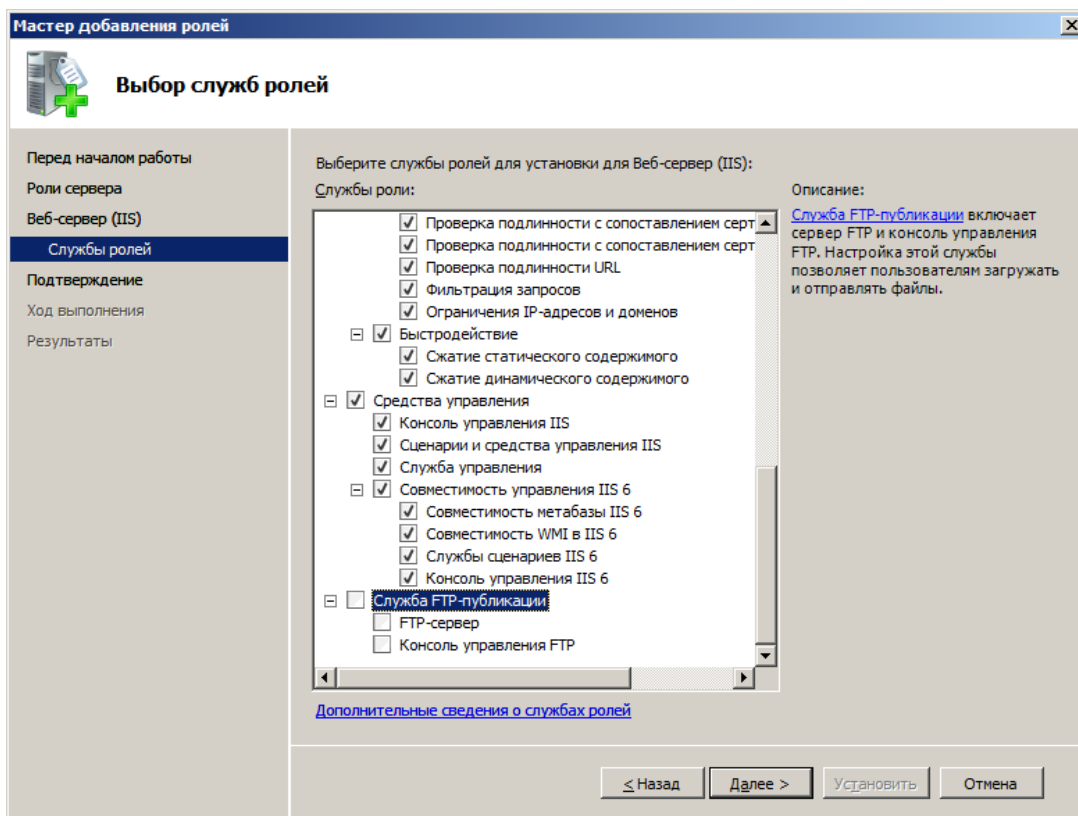 Мастер добавления ролей
Выбор служб ролей
Перед началом работы
Роли сервера
Веб-сервер (IIS)
Службы ролей
Подтверждение
Ход выполнения
Результаты
Выберите службы ролей для установки для Веб-сервер (IIS):
Службы роли:
Проверка подлинности с сопоставлением серт
Проверка подлинности с сопоставлением серт
Проверка подлинности URL
Фильтрация запросов
Ограничения IP-адресов и доменов
Быстродействие
Сжатие статического содержимого
Сжатие динамического содержимого
Средства управления
Консоль управления IIS
Сценарии и средства управления IIS
Служба управления
Совместимость управления IIS 6
Совместимость метабазы IIS 6
Совместимость WMI в IIS 6
Службы сценариев IIS 6
Консоль управления IIS 6
Служба FTP-публикации
FTP-сервер
Консоль управления FTP
Дополнительные сведения о службах ролей
Описание:
Служба FTP-публикации включает
сервер FTP и консоль управления
FTP. Настройка этой службы
позволяет пользователям загружать
и отправлять файлы.
< Назад
Далее >
Установить
Отмена